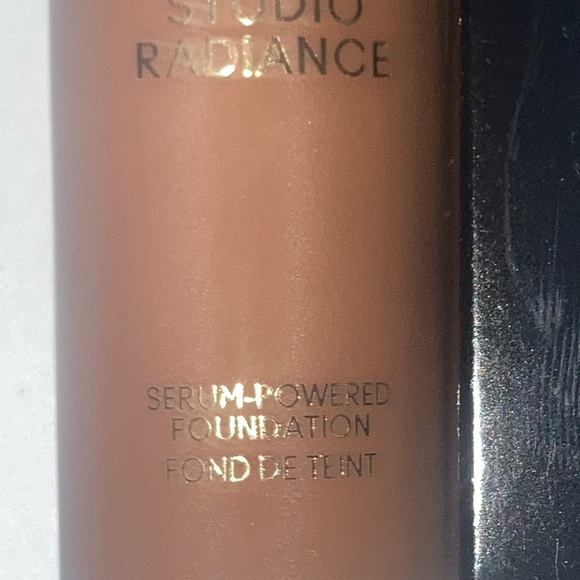 STUDIO
RADIANCE
SERUM-POWERED
FOUNDATION
FOND DE TEINT